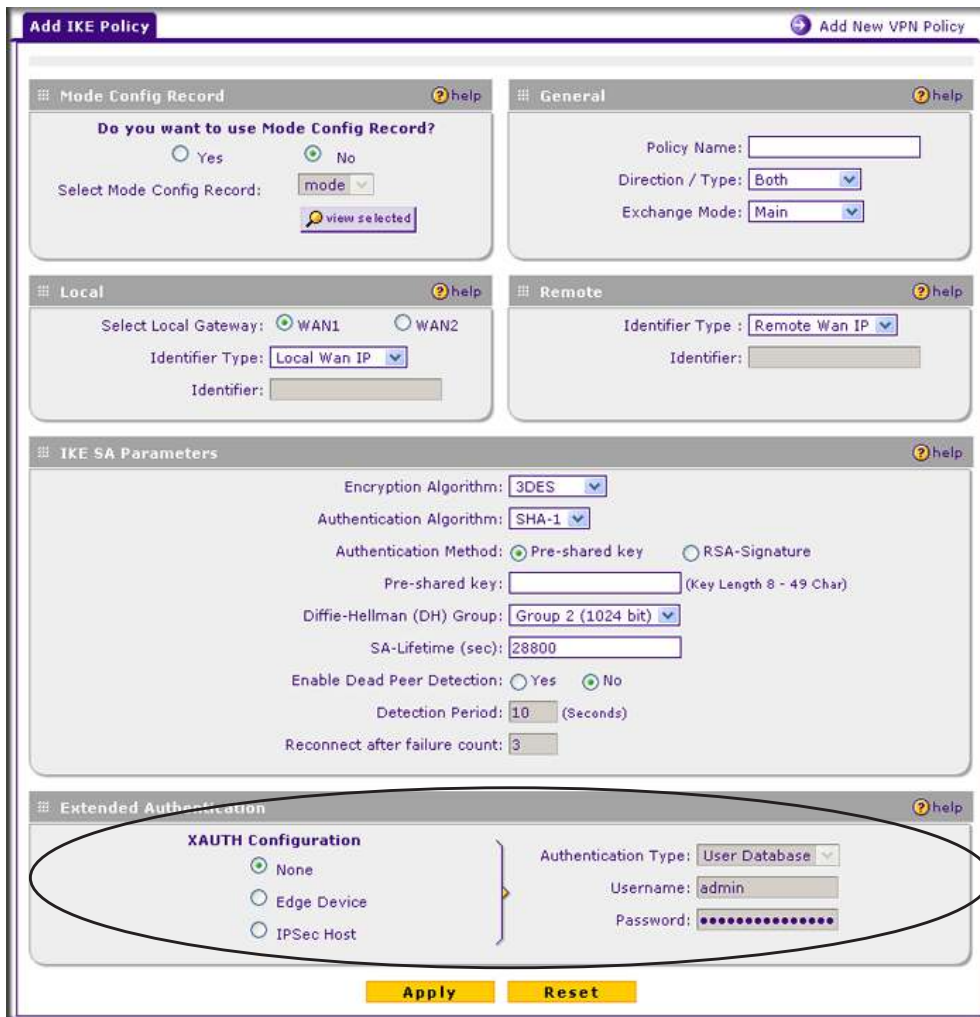 Add IKE Policy
Add New VPN Policy
Mode Config Record
help
Do you want to use Mode Config Record?
Yes
No
Select Mode Config Record:
mode
view selected
General
help
Policy Name:
Direction / Type: Both
Exchange Mode: Main
Local
help
Select Local Gateway: WAN1 WAN2
Identifier Type: Local Wan IP
Identifier:
Remote
help
Identifier Type : Remote Wan IP
Identifier:
IKE SA Parameters
help
Encryption Algorithm: 3DES
Authentication Algorithm: SHA-1
Authentication Method: Pre-shared key RSA-Signature
Pre-shared key: (Key Length 8 - 49 Char)
Diffie-Hellman (DH) Group: Group 2 (1024 bit)
SA-Lifetime (sec): 28800
Enable Dead Peer Detection: Yes No
Detection Period: 10 (Seconds)
Reconnect after failure count: 3
Extended Authentication
help
XAUTH Configuration
None
Edge Device
IPSec Host
Authentication Type: User Database
Username: admin
Password: •••••••••••••••
Apply
Reset